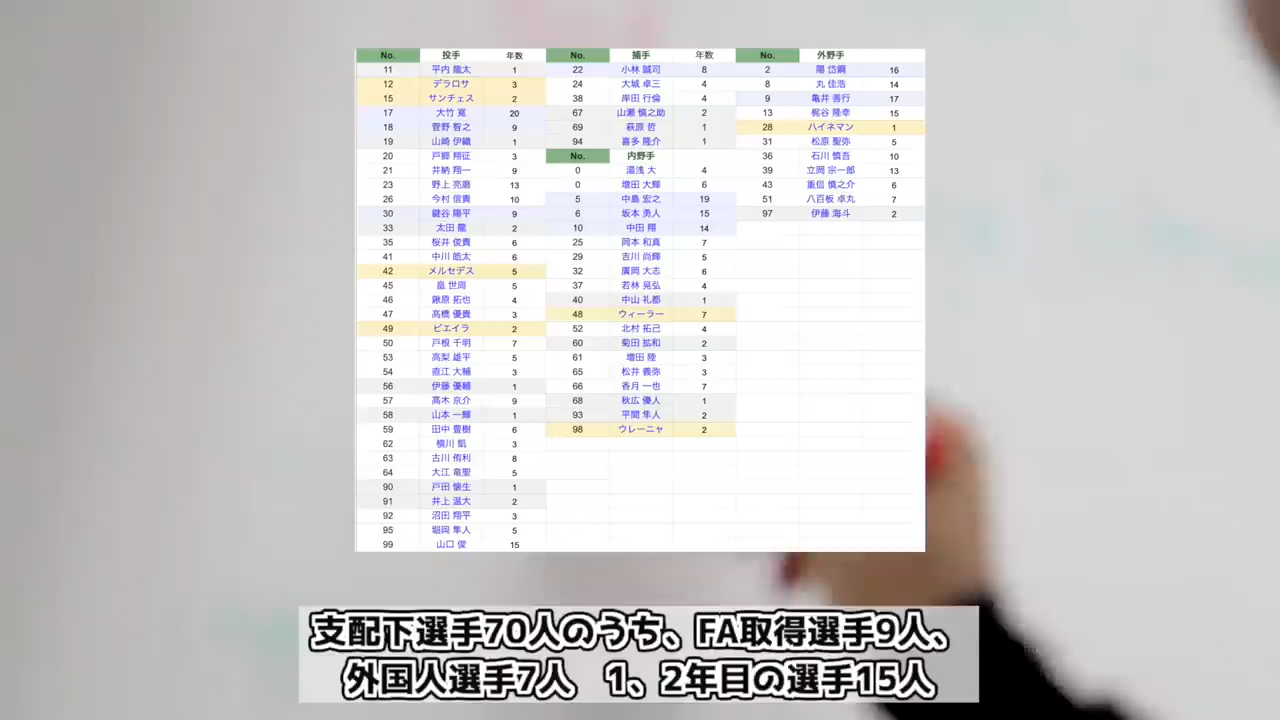 No. 投手 年数 No. 捕手 年数 No. 外野手
11 平内 龍太 1 22 小林 誠司 8 2 陽 岱鋼 16
12 デラロサ 3 24 大城 卓三 4 8 丸 佳浩 14
15 サンチェス 2 38 岸田 行倫 4 9 亀井 善行 17
17 大竹 寛 20 67 山瀬 慎之助 2 13 梶谷 隆幸 15
18 菅野 智之 9 69 萩原 哲 1 28 ハイネマン 1
19 山崎 伊織 1 94 喜多 隆介 1 31 松原 聖弥 5
20 戸郷 翔征 3 No. 内野手 36 石川 慎吾 10
21 井納 翔一 9 0 湯浅 大 4 39 立岡 宗一郎 13
23 野上 亮磨 13 0 増田 大輝 6 43 重信 慎之介 6
26 今村 信貴 10 5 中島 宏之 19 51 八百板 卓丸 7
30 鍵谷 陽平 9 6 坂本 勇人 15 97 伊藤 海斗 2
33 太田 龍 2 10 中田 翔 14
35 桜井 俊貴 6 25 岡本 和真 7
41 中川 皓太 6 29 吉川 尚輝 5
42 メルセデス 5 32 廣岡 大志 6
45 畠 世周 5 37 若林 晃弘 4
46 鍬原 拓也 4 40 中山 礼都 1
47 高橋 優貴 3 48 ウィーラー 7
49 ビエイラ 2 52 北村 拓己 4
50 戸根 千明 7 60 菊田 拡和 2
53 高梨 雄平 5 61 増田 陸 3
54 直江 大輔 3 65 松井 義弥 3
56 伊藤 優輔 1 66 香月 一也 7
57 高木 京介 9 68 秋広 優人 1
58 山本 一輝 1 93 平間 隼人 2
59 田中 豊樹 6 98 ウレーニャ 2
62 横川 凱 3
63 古川 侑利 8
64 大江 竜聖 5
90 戸田 懐生 1
91 井上 温大 2
92 沼田 翔平 3
95 堀岡 隼人 5
99 山口 俊 15
支配下選手70人のうち、FA取得選手9人、
外国人選手7人 1、2年目の選手15人